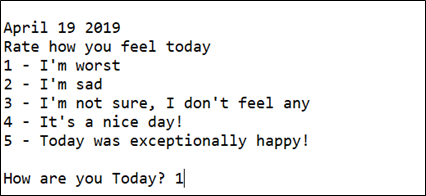 April 19 2019
Rate how you feel today
1 - I'm worst
2 - I'm sad
3 - I'm not sure, I don't feel any
4 - It's a nice day!
5 - Today was exceptionally happy!
How are you Today? 1